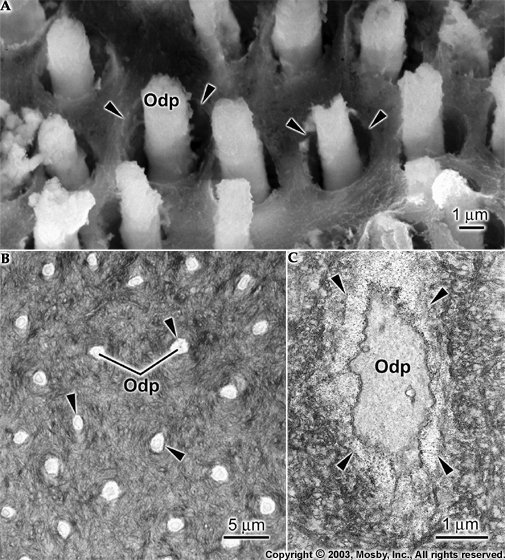 A
Odp
1 μm
B
Odp
5 μm
C
Odp
1 μm
Copyright © 2003, Mosby, Inc., All rights reserved.